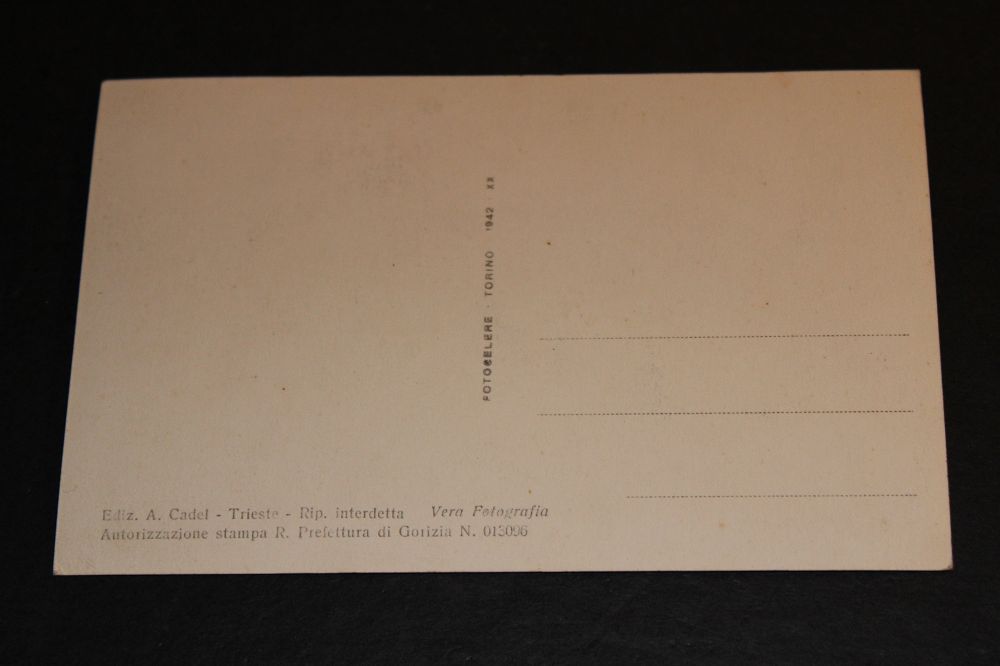 FOTOCELERE - TORINO 1942 XX
Ediz. A. Cadel - Trieste - Rip. interdetta Vera Fotografia
Autorizzazione stampa R. Prefettura di Gorizia N. 013096